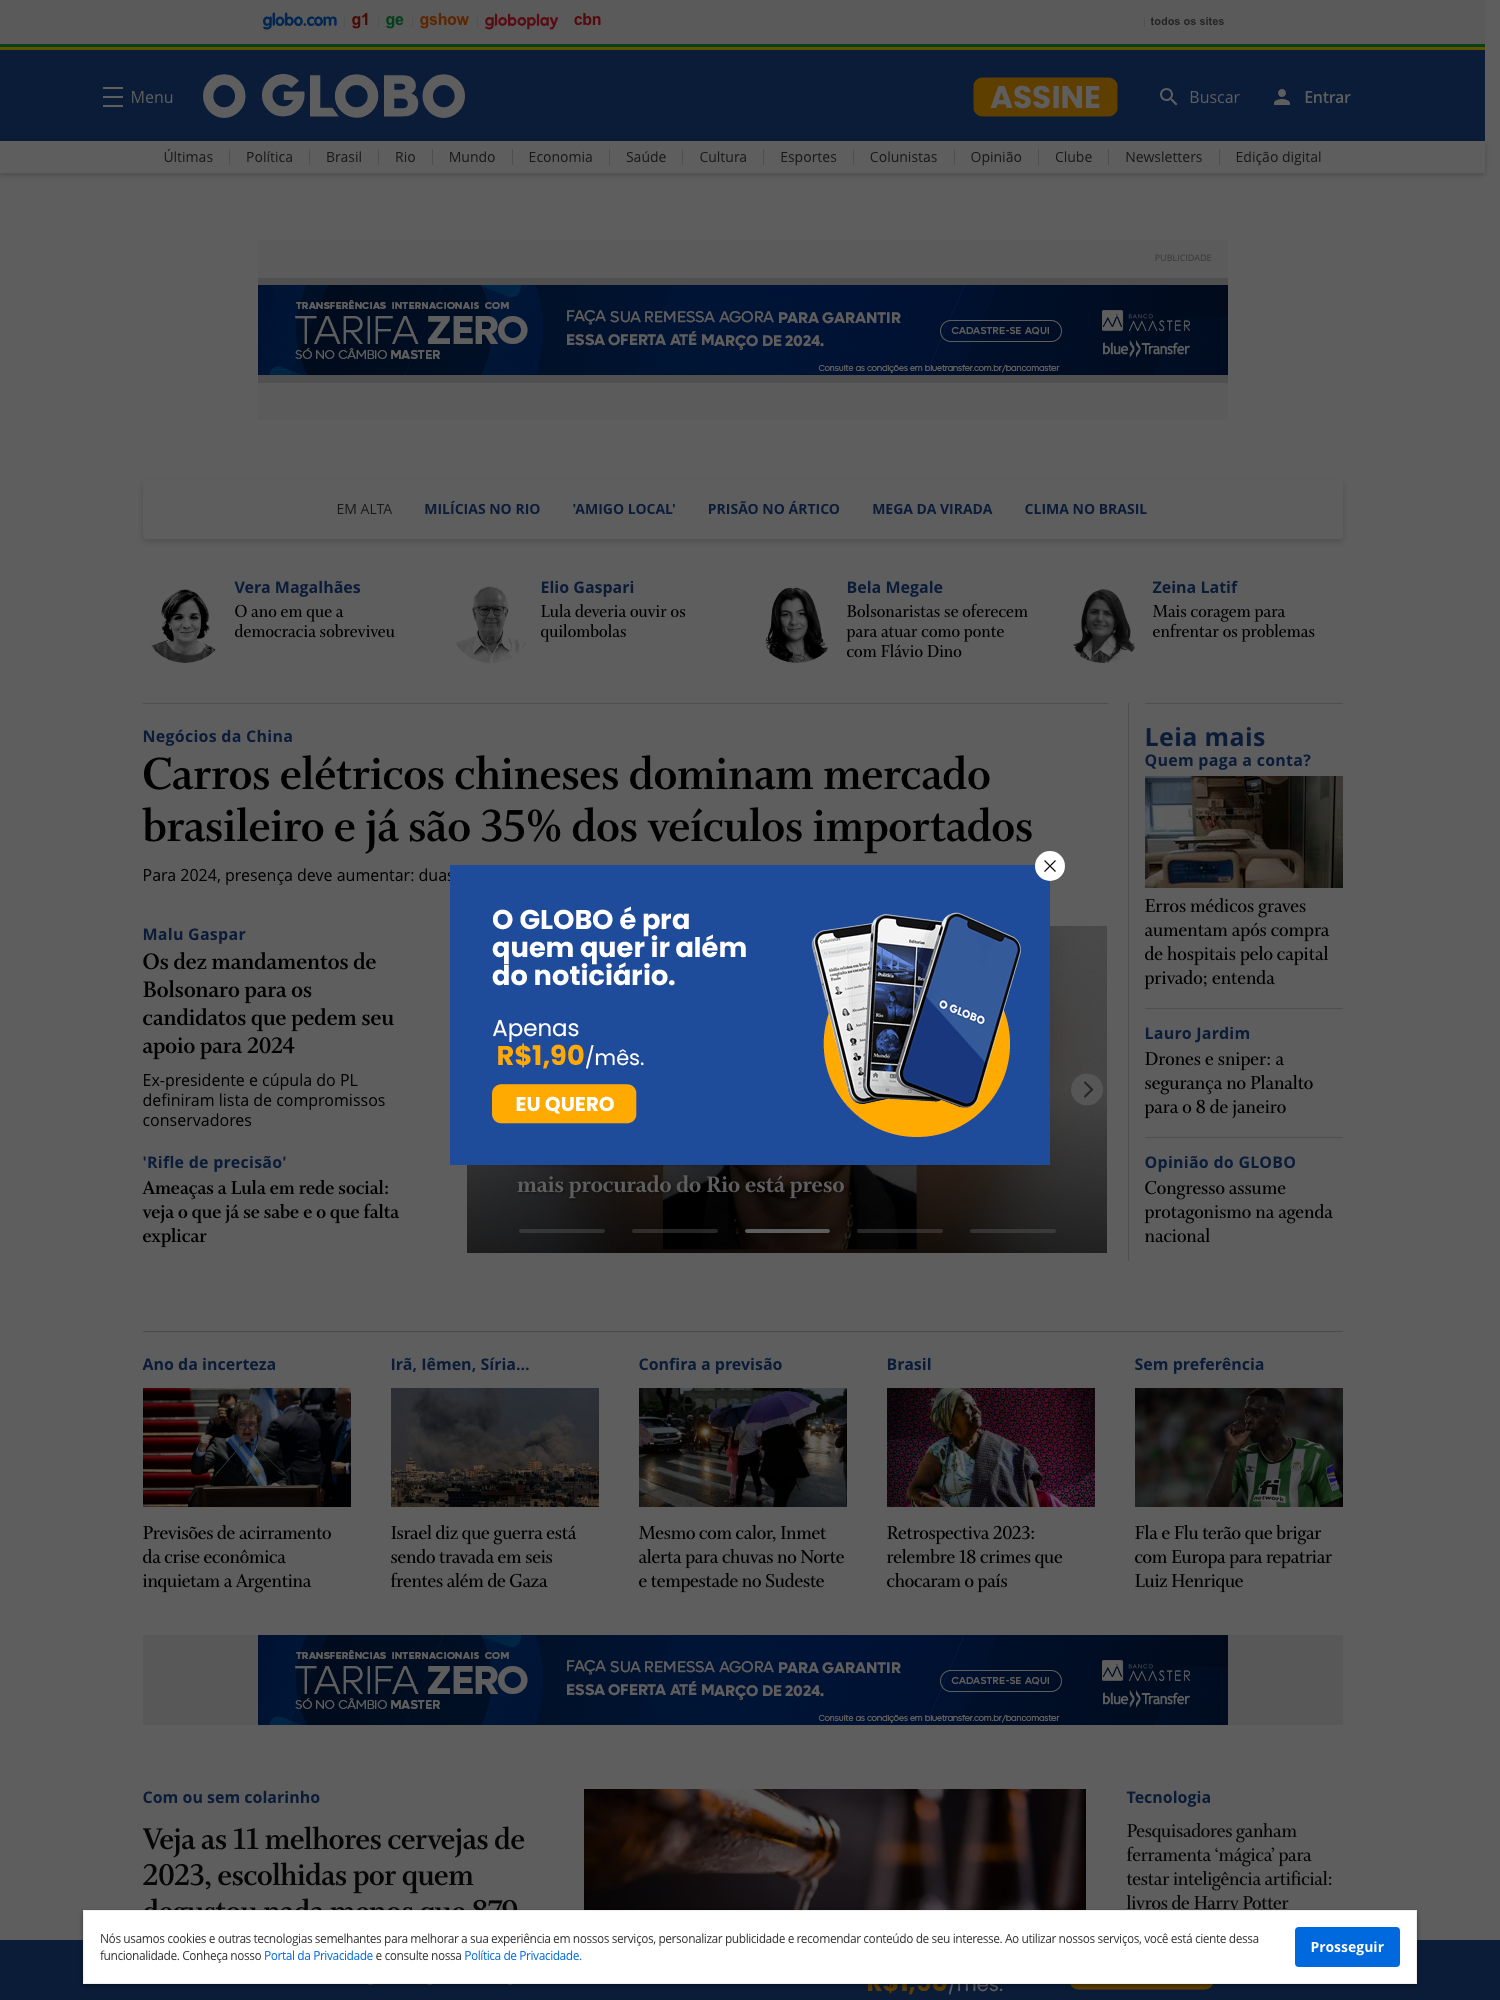 globo.com g1 ge gshow globoplay cbn todos os sites
Menu O GLOBO ASSINE Buscar Entrar
Últimas Política Brasil Rio Mundo Economia Saúde Cultura Esportes Colunistas Opinião Clube Newsletters Edição digital
PUBLICIDADE
TRANSFERÊNCIAS INTERNACIONAIS COM
TARIFA ZERO
SÓ NO CÂMBIO MASTER
FAÇA SUA REMESSA AGORA PARA GARANTIR
ESSA OFERTA ATÉ MARÇO DE 2024.
CADASTRE-SE AQUI
Consulte as condições em bluetransfer.com.br/bancomaster
BANCO
MASTER
blueTransfer
EM ALTA MILÍCIAS NO RIO 'AMIGO LOCAL' PRISÃO NO ÁRTICO MEGA DA VIRADA CLIMA NO BRASIL
Vera Magalhães
O ano em que a
democracia sobreviveu
Elio Gaspari
Lula deveria ouvir os
quilombolas
Bela Megale
Bolsonaristas se oferecem
para atuar como ponte
com Flávio Dino
Zeina Latif
Mais coragem para
enfrentar os problemas
Negócios da China
Carros elétricos chineses dominam mercado
brasileiro e já são 35% dos veículos importados
Para 2024, presença deve aumentar: duas
Malu Gaspar
Os dez mandamentos de
Bolsonaro para os
candidatos que pedem seu
apoio para 2024
Ex-presidente e cúpula do PL
definiram lista de compromissos
conservadores
'Rifle de precisão'
Ameaças a Lula em rede social:
veja o que já se sabe e o que falta
explicar
O GLOBO é pra
quem quer ir além
do noticiário.
Apenas
R$1,90/mês.
EU QUERO
O GLOBO
mais procurado do Rio está preso
Leia mais
Quem paga a conta?
Erros médicos graves
aumentam após compra
de hospitais pelo capital
privado; entenda
Lauro Jardim
Drones e sniper: a
segurança no Planalto
para o 8 de janeiro
Opinião do GLOBO
Congresso assume
protagonismo na agenda
nacional
Ano da incerteza
Previsões de acirramento
da crise econômica
inquietam a Argentina
Irã, Iêmen, Síria...
Israel diz que guerra está
sendo travada em seis
frentes além de Gaza
Confira a previsão
Mesmo com calor, Inmet
alerta para chuvas no Norte
e tempestade no Sudeste
Brasil
Retrospectiva 2023:
relembre 18 crimes que
chocaram o país
Sem preferência
Fla e Flu terão que brigar
com Europa para repatriar
Luiz Henrique
TRANSFERÊNCIAS INTERNACIONAIS COM
TARIFA ZERO
SÓ NO CÂMBIO MASTER
FAÇA SUA REMESSA AGORA PARA GARANTIR
ESSA OFERTA ATÉ MARÇO DE 2024.
CADASTRE-SE AQUI
Consulte as condições em bluetransfer.com.br/bancomaster
BANCO
MASTER
blueTransfer
Com ou sem colarinho
Veja as 11 melhores cervejas de
2023, escolhidas por quem
degustou nada menos que 879
Tecnologia
Pesquisadores ganham
ferramenta ‘mágica’ para
testar inteligência artificial:
livros de Harry Potter
Nós usamos cookies e outras tecnologias semelhantes para melhorar a sua experiência em nossos serviços, personalizar publicidade e recomendar conteúdo de seu interesse. Ao utilizar nossos serviços, você está ciente dessa
funcionalidade. Conheça nosso Portal da Privacidade e consulte nossa Política de Privacidade.
Prosseguir
R$1,90/mês.